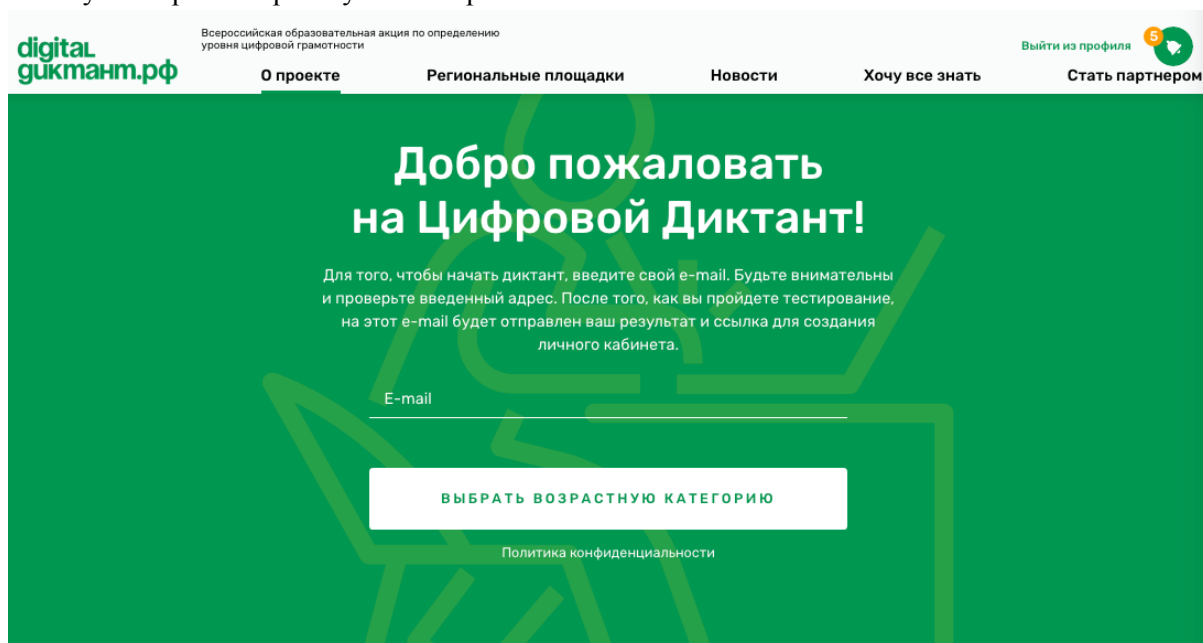 digital
диктант.рф
Всероссийская образовательная акция по определению
уровня цифровой грамотности
Выйти из профиля
5
О проекте
Региональные площадки
Новости
Хочу все знать
Стать партнером
Добро пожаловать
на Цифровой Диктант!
Для того, чтобы начать диктант, введите свой e-mail. Будьте внимательны
и проверьте введенный адрес. После того, как вы пройдете тестирование,
на этот e-mail будет отправлен ваш результат и ссылка для создания
личного кабинета.
E-mail
ВЫБРАТЬ ВОЗРАСТНУЮ КАТЕГОРИЮ
Политика конфиденциальности